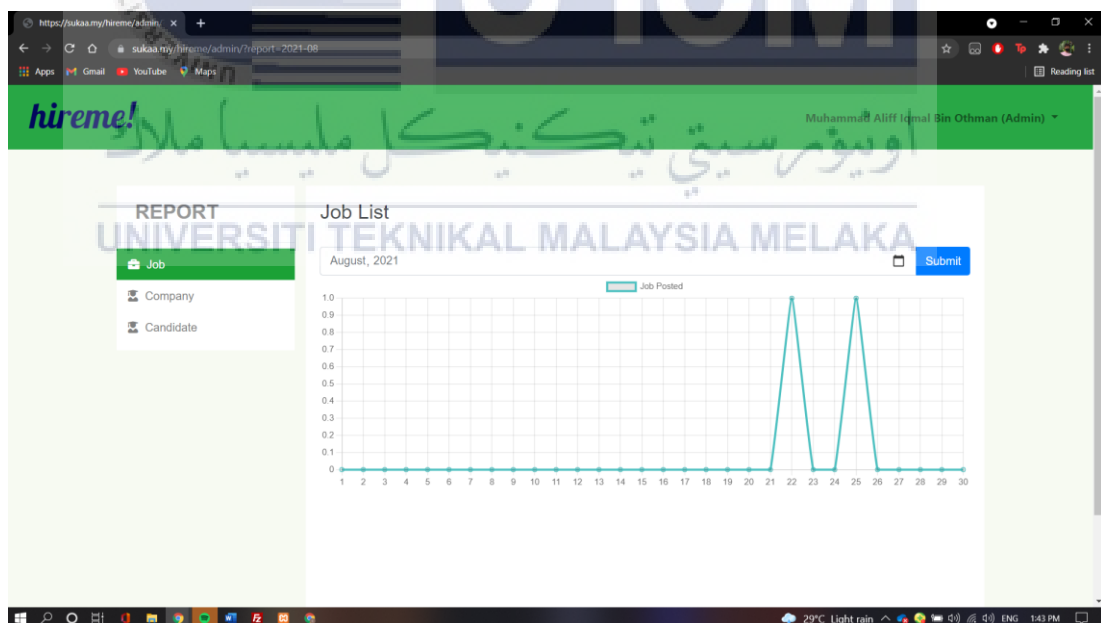 https://sukaa.my/hireme/admin/
sukaa.my/hireme/admin/?report=2021-08
Apps Gmail YouTube Maps
Reading list
hireme!
Muhammad Aliff Iqmal Bin Othman (Admin)
اونيۏرسيتي تيكنيكل مليسيا ملاك
UNIVERSITI TEKNIKAL MALAYSIA MELAKA
REPORT
Job
Company
Candidate
Job List
August, 2021
Submit
Job Posted
1.0
0.9
0.8
0.7
0.6
0.5
0.4
0.3
0.2
0.1
0
1 2 3 4 5 6 7 8 9 10 11 12 13 14 15 16 17 18 19 20 21 22 23 24 25 26 27 28 29 30
29°C Light rain ENG 1:43 PM